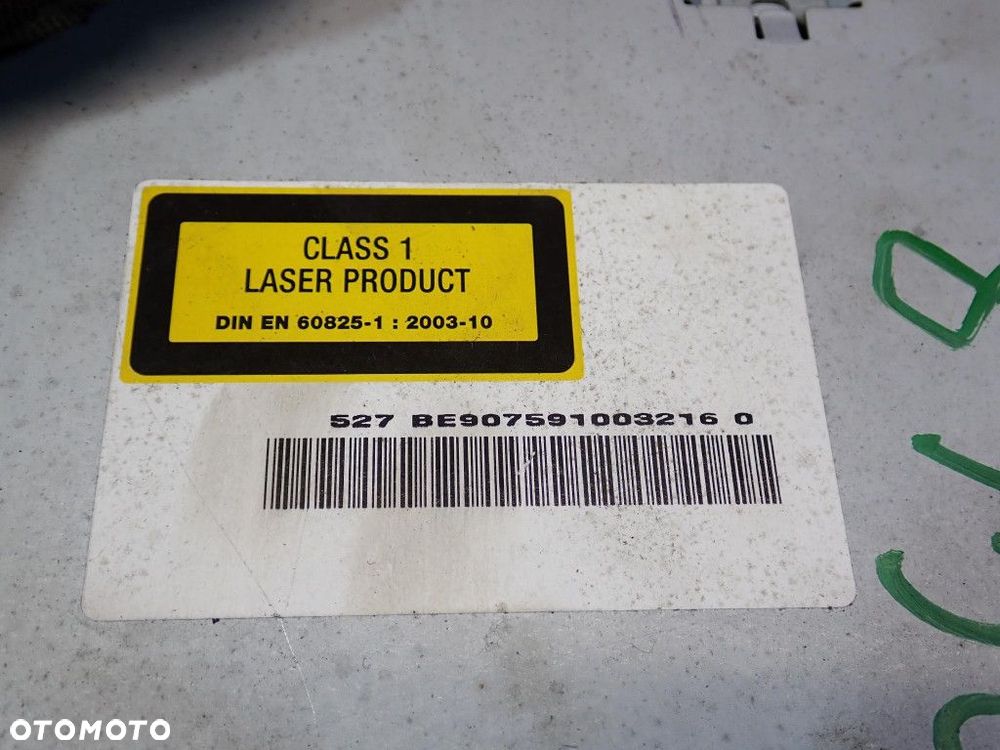 CLASS 1
LASER PRODUCT
DIN EN 60825-1 : 2003-10
527 BE907591003216 0
OTOMOTO